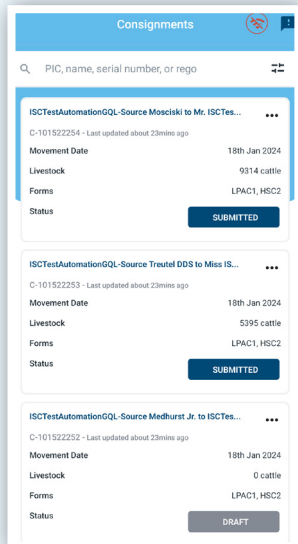 Consignments
PIC, name, serial number, or rego
ISCTestAutomationGQL-Source Mosciski to Mr. ISCTes...
C-101522254 - Last updated about 23mins ago
Movement Date 18th Jan 2024
Livestock 9314 cattle
Forms LPAC1, HSC2
Status SUBMITTED
ISCTestAutomationGQL-Source Treutel DDS to Miss IS...
C-101522253 - Last updated about 23mins ago
Movement Date 18th Jan 2024
Livestock 5395 cattle
Forms LPAC1, HSC2
Status SUBMITTED
ISCTestAutomationGQL-Source Medhurst Jr. to ISCTes...
C-101522252 - Last updated about 23mins ago
Movement Date 18th Jan 2024
Livestock 0 cattle
Forms LPAC1, HSC2
Status DRAFT